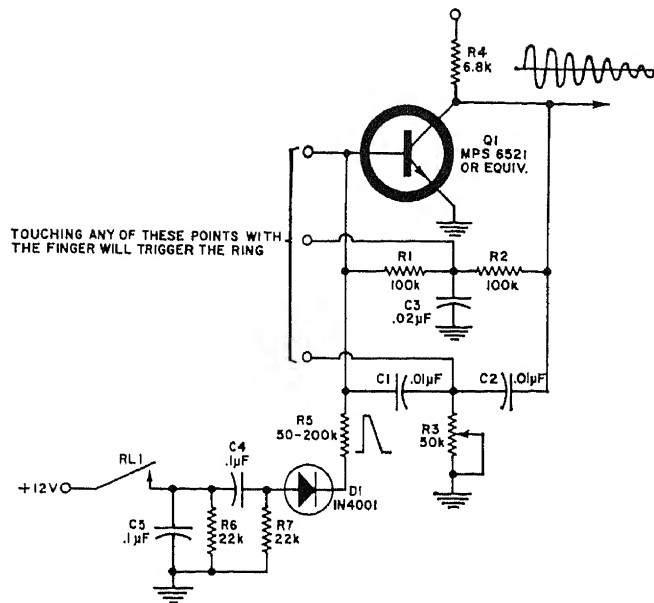 R4
6.8k
Q1
MPS 6521
OR EQUIV.
TOUCHING ANY OF THESE POINTS WITH
THE FINGER WILL TRIGGER THE RING
R1
100k
R2
100k
C3
.02µF
C1
.01µF
C2
.01µF
R5
50-200k
R3
50k
+12V
RL1
C4
.1µF
D1
1N4001
C5
.1µF
R6
22k
R7
22k